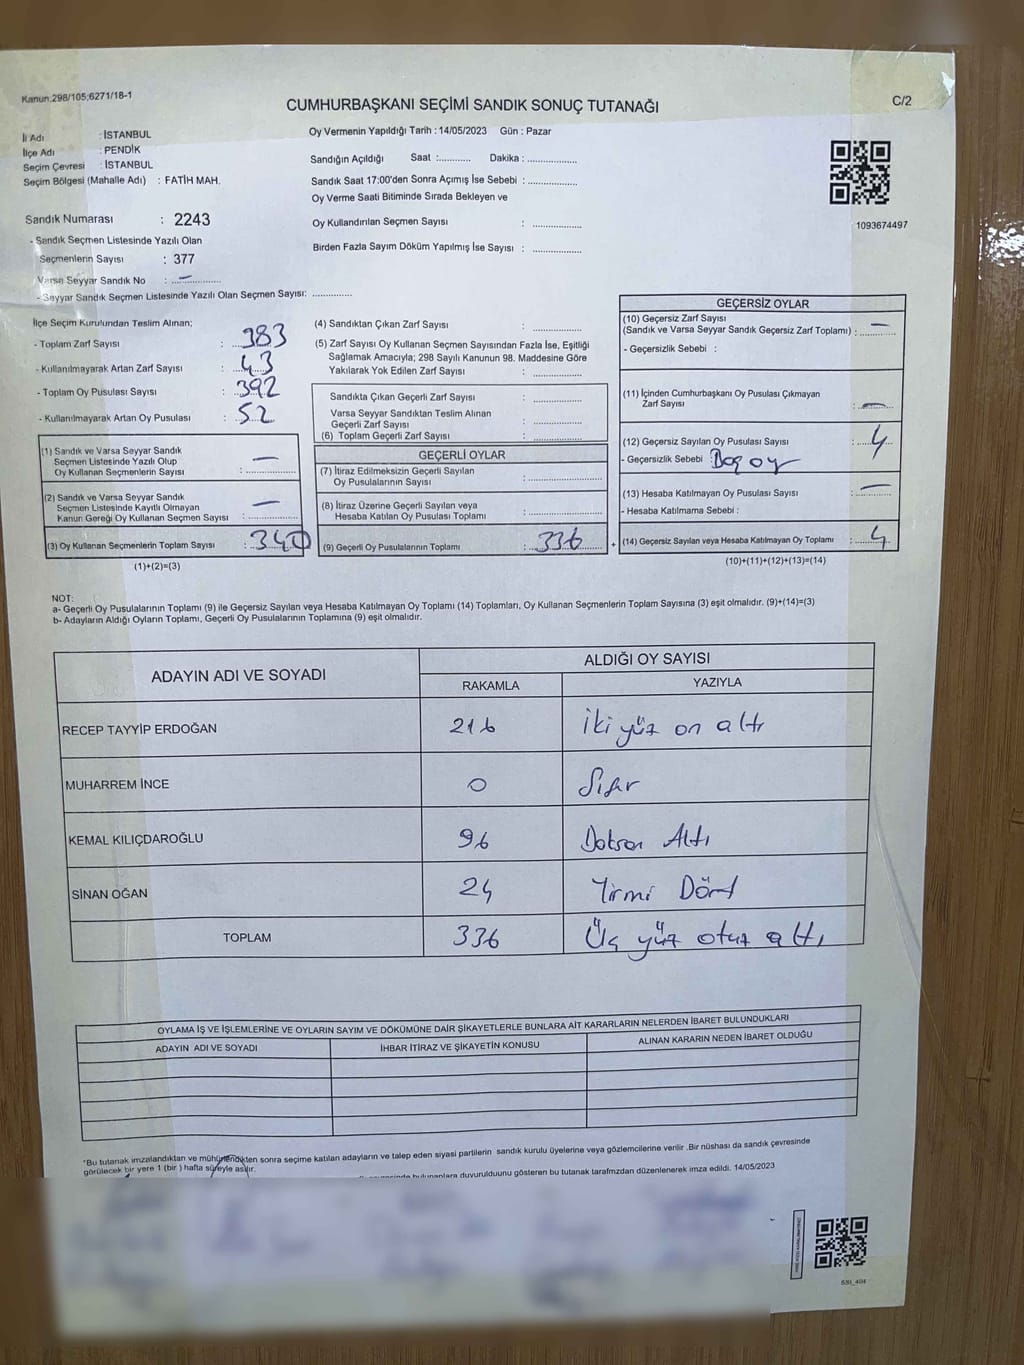 Kanun:298/105;6271/18-1
CUMHURBAŞKANI SEÇİMİ SANDIK SONUÇ TUTANAĞI
C/2
İl Adı : İSTANBUL
İlçe Adı : PENDİK
Seçim Çevresi : İSTANBUL
Seçim Bölgesi (Mahalle Adı) : FATİH MAH.
Oy Vermenin Yapıldığı Tarih : 14/05/2023 Gün : Pazar
Sandığın Açıldığı Saat :........... Dakika : ..................
Sandık Saat 17:00'den Sonra Açımış İse Sebebi : ..................
Oy Verme Saati Bitiminde Sırada Bekleyen ve
Oy Kullandırılan Seçmen Sayısı : ..................
Birden Fazla Sayım Döküm Yapılmış İse Sayısı : ..................
1093674497
Sandık Numarası : 2243
- Sandık Seçmen Listesinde Yazılı Olan
Seçmenlerin Sayısı : 377
Varsa Seyyar Sandık No : —
- Seyyar Sandık Seçmen Listesinde Yazılı Olan Seçmen Sayısı: ..............
İlçe Seçim Kurulundan Teslim Alınan;
- Toplam Zarf Sayısı : 383
- Kullanılmayarak Artan Zarf Sayısı : 43
- Toplam Oy Pusulası Sayısı : 392
- Kullanılmayarak Artan Oy Pusulası : 52
(1) Sandık ve Varsa Seyyar Sandık
Seçmen Listesinde Yazılı Olup
Oy Kullanan Seçmenlerin Sayısı : —
(2) Sandık ve Varsa Seyyar Sandık
Seçmen Listesinde Kayıtlı Olmayan
Kanun Gereği Oy Kullanan Seçmen Sayısı : —
(3) Oy Kullanan Seçmenlerin Toplam Sayısı : 340
(1)+(2)=(3)
(4) Sandıktan Çıkan Zarf Sayısı : ..................
(5) Zarf Sayısı Oy Kullanan Seçmen Sayısından Fazla İse, Eşitliği
Sağlamak Amacıyla; 298 Sayılı Kanunun 98. Maddesine Göre
Yakılarak Yok Edilen Zarf Sayısı : ..................
Sandıkta Çıkan Geçerli Zarf Sayısı : ..................
Varsa Seyyar Sandıktan Teslim Alınan
Geçerli Zarf Sayısı : ..................
(6) Toplam Geçerli Zarf Sayısı : ..................
GEÇERLİ OYLAR
(7) İtiraz Edilmeksizin Geçerli Sayılan
Oy Pusulalarının Sayısı : ..................
(8) İtiraz Üzerine Geçerli Sayılan veya
Hesaba Katılan Oy Pusulası Toplamı : ..................
(9) Geçerli Oy Pusulalarının Toplamı : 336
+
GEÇERSİZ OYLAR
(10) Geçersiz Zarf Sayısı
(Sandık ve Varsa Seyyar Sandık Geçersiz Zarf Toplamı) : —
- Geçersizlik Sebebi :
(11) İçinden Cumhurbaşkanı Oy Pusulası Çıkmayan
Zarf Sayısı : —
(12) Geçersiz Sayılan Oy Pusulası Sayısı : 4
- Geçersizlik Sebebi : Boş oy
(13) Hesaba Katılmayan Oy Pusulası Sayısı : —
- Hesaba Katılmama Sebebi :
(14) Geçersiz Sayılan veya Hesaba Katılmayan Oy Toplamı : 4
(10)+(11)+(12)+(13)=(14)
NOT:
a- Geçerli Oy Pusulalarının Toplamı (9) ile Geçersiz Sayılan veya Hesaba Katılmayan Oy Toplamı (14) Toplamları, Oy Kullanan Seçmenlerin Toplam Sayısına (3) eşit olmalıdır. (9)+(14)=(3)
b- Adayların Aldığı Oyların Toplamı, Geçerli Oy Pusulalarının Toplamına (9) eşit olmalıdır.
ADAYIN ADI VE SOYADI ALDIĞI OY SAYISI
RAKAMLA YAZIYLA
RECEP TAYYİP ERDOĞAN 216 İki yüz on altı
MUHARREM İNCE 0 Sıfır
KEMAL KILIÇDAROĞLU 96 Doksan Altı
SİNAN OĞAN 24 Yirmi Dört
TOPLAM 336 Üç yüz otuz altı
OYLAMA İŞ VE İŞLEMLERİNE VE OYLARIN SAYIM VE DÖKÜMÜNE DAİR ŞİKAYETLERLE BUNLARA AİT KARARLARIN NELERDEN İBARET BULUNDUKLARI
ADAYIN ADI VE SOYADI İHBAR İTİRAZ VE ŞİKAYETİN KONUSU ALINAN KARARIN NEDEN İBARET OLDUĞU
"Bu tutanak imzalandıktan ve mühürlendikten sonra seçime katılan adayların ve talep eden siyasi partilerin sandık kurulu üyelerine veya gözlemcilerine verilir .Bir nüshası da sandık çevresinde
görülecek bir yere 1 (bir ) hafta süreyle asılır.
bulunanlara duyurulduunu gösteren bu tutanak tarafmzdan düzenlenerek imza edildi. 14/05/2023